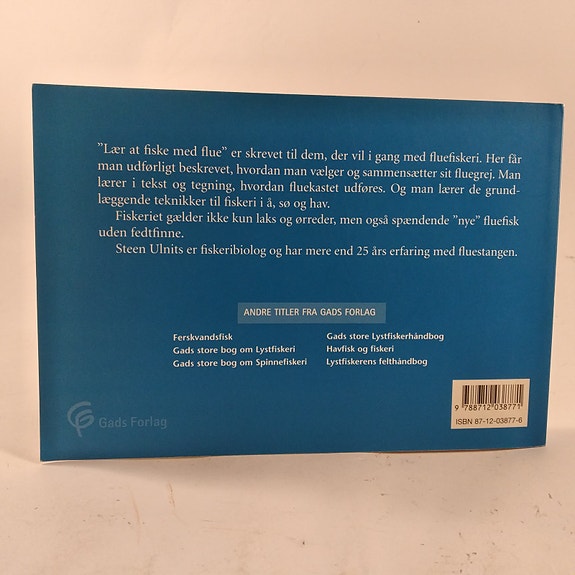 "Lær at fiske med flue" er skrevet til dem, der vil i gang med fluefiskeri. Her får
man udførligt beskrevet, hvordan man vælger og sammensætter sit fluegrej. Man
lærer i tekst og tegning, hvordan fluekastet udføres. Og man lærer de grund-
læggende teknikker til fiskeri i å, sø og hav.
Fiskeriet gælder ikke kun laks og ørreder, men også spændende "nye" fluefisk
uden fedtfinne.
Steen Ulnits er fiskeribiolog og har mere end 25 års erfaring med fluestangen.
ANDRE TITLER FRA GADS FORLAG
Ferskvandsfisk
Gads store bog om Lystfiskeri
Gads store bog om Spinnefiskeri
Gads store Lystfiskerhåndbog
Havfisk og fiskeri
Lystfiskerens felthåndbog
Gads Forlag
9 788712 038771
ISBN 87-12-03877-6